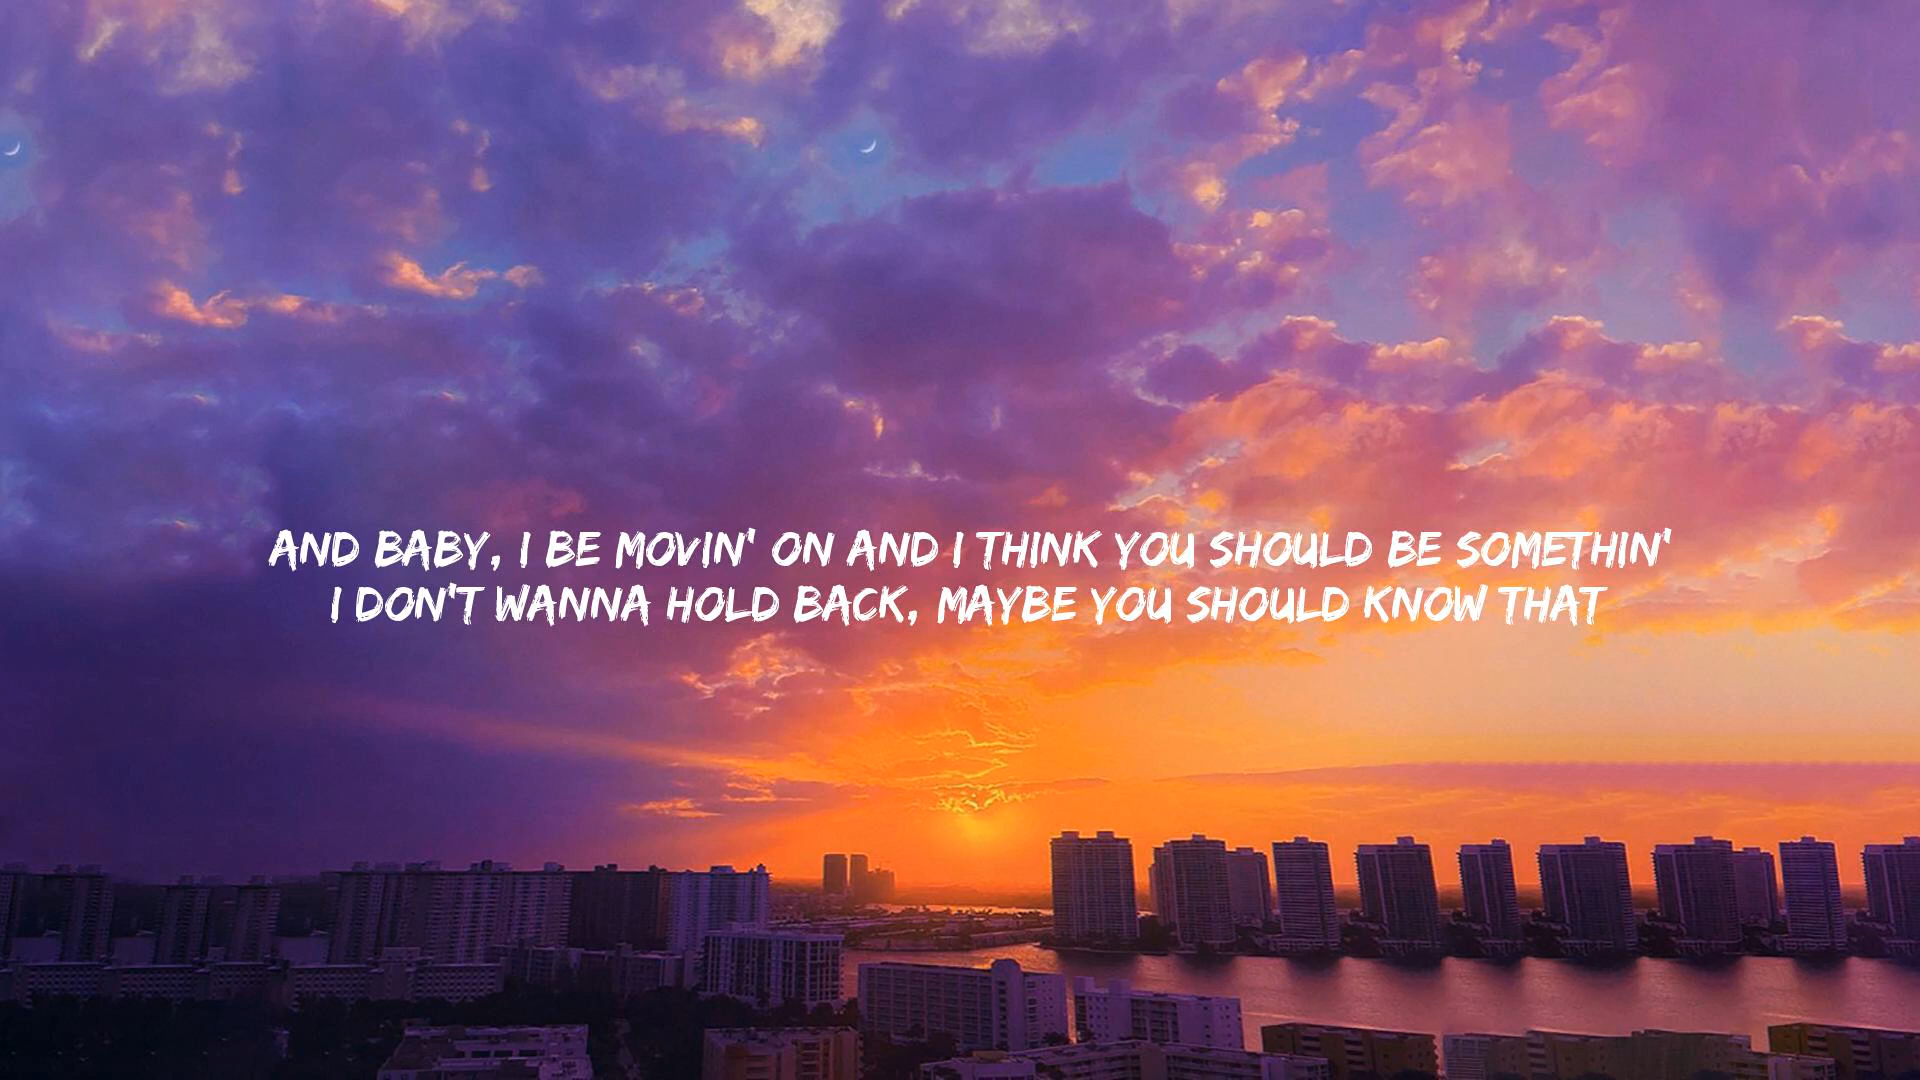 AND BABY, I BE MOVIN' ON AND I THINK YOU SHOULD BE SOMETHIN'
I DON'T WANNA HOLD BACK, MAYBE YOU SHOULD KNOW THAT